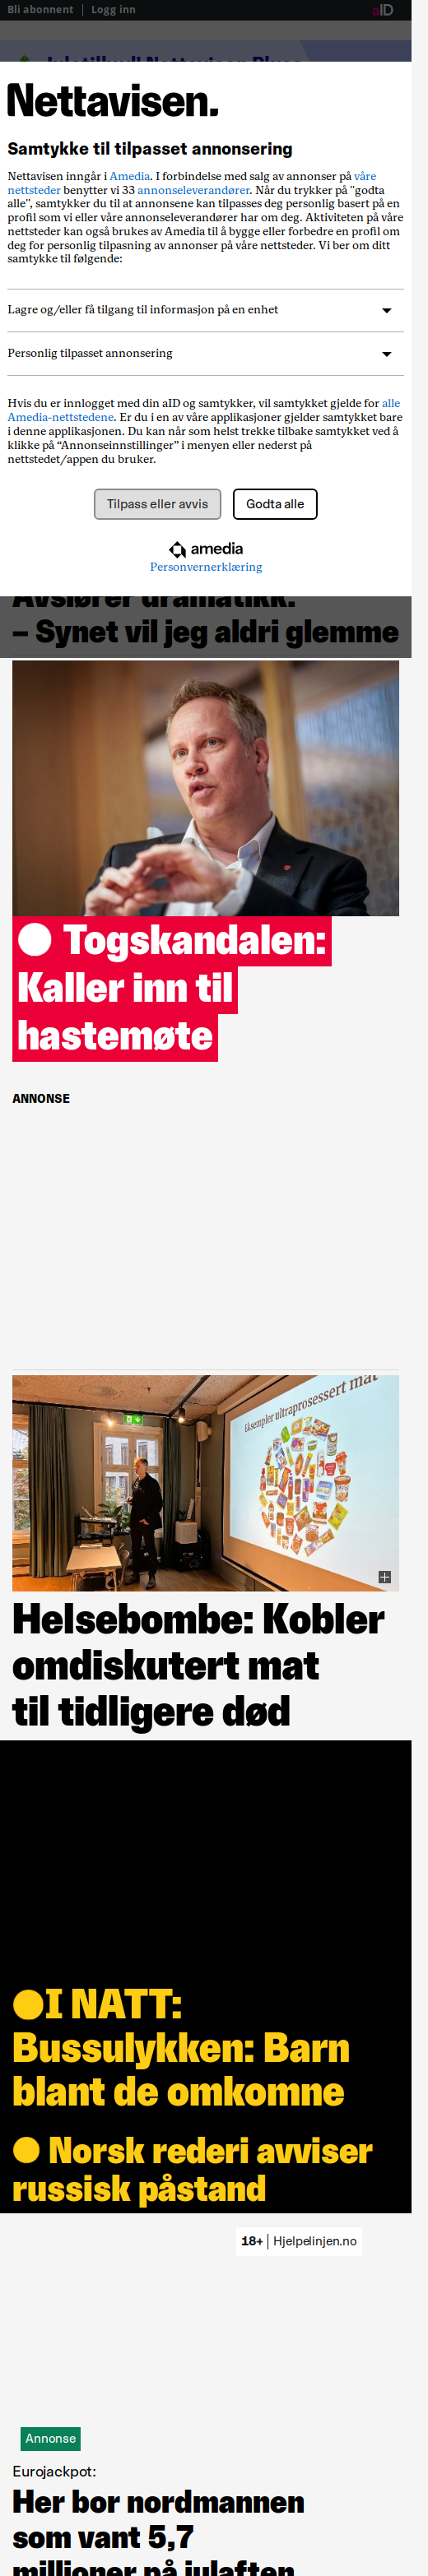 Bli abonnent | Logg inn
aID
Nettavisen.
Samtykke til tilpasset annonsering
Nettavisen inngår i Amedia. I forbindelse med salg av annonser på våre
nettsteder benytter vi 33 annonseleverandører. Når du trykker på "godta
alle", samtykker du til at annonsene kan tilpasses deg personlig basert på en
profil som vi eller våre annonseleverandører har om deg. Aktiviteten på våre
nettsteder kan også brukes av Amedia til å bygge eller forbedre en profil om
deg for personlig tilpasning av annonser på våre nettsteder. Vi ber om ditt
samtykke til følgende:
Lagre og/eller få tilgang til informasjon på en enhet
Personlig tilpasset annonsering
Hvis du er innlogget med din aID og samtykker, vil samtykket gjelde for alle
Amedia-nettstedene. Er du i en av våre applikasjoner gjelder samtykket bare
i denne applikasjonen. Du kan når som helst trekke tilbake samtykket ved å
klikke på “Annonseinnstillinger” i menyen eller nederst på
nettstedet/appen du bruker.
Tilpass eller avvis
Godta alle
amedia
Personvernerklæring
Avslører dramatikk:
– Synet vil jeg aldri glemme
Togskandalen:
Kaller inn til
hastemøte
ANNONSE
Eksempler ultraprosessert mat
Helsebombe: Kobler
omdiskutert mat
til tidligere død
I NATT:
Bussulykken: Barn
blant de omkomne
Norsk rederi avviser
russisk påstand
18+ | Hjelpelinjen.no
Annonse
Eurojackpot:
Her bor nordmannen
som vant 5,7
millioner på julaften